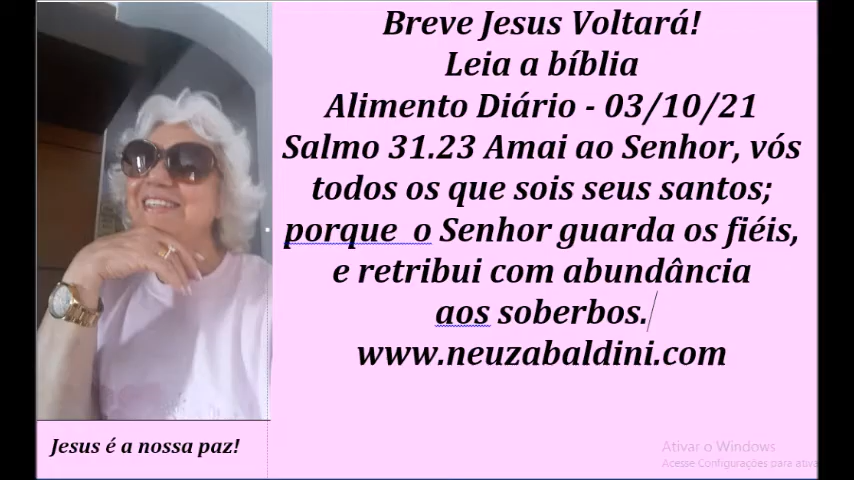 Breve Jesus Voltará!
Leia a bíblia
Alimento Diário - 03/10/21
Salmo 31.23 Amai ao Senhor, vós
todos os que sois seus santos;
porque o Senhor guarda os fiéis,
e retribui com abundância
aos soberbos.
www.neuzabaldini.com
Jesus é a nossa paz!
Ativar o Windows
Acesse Configurações para